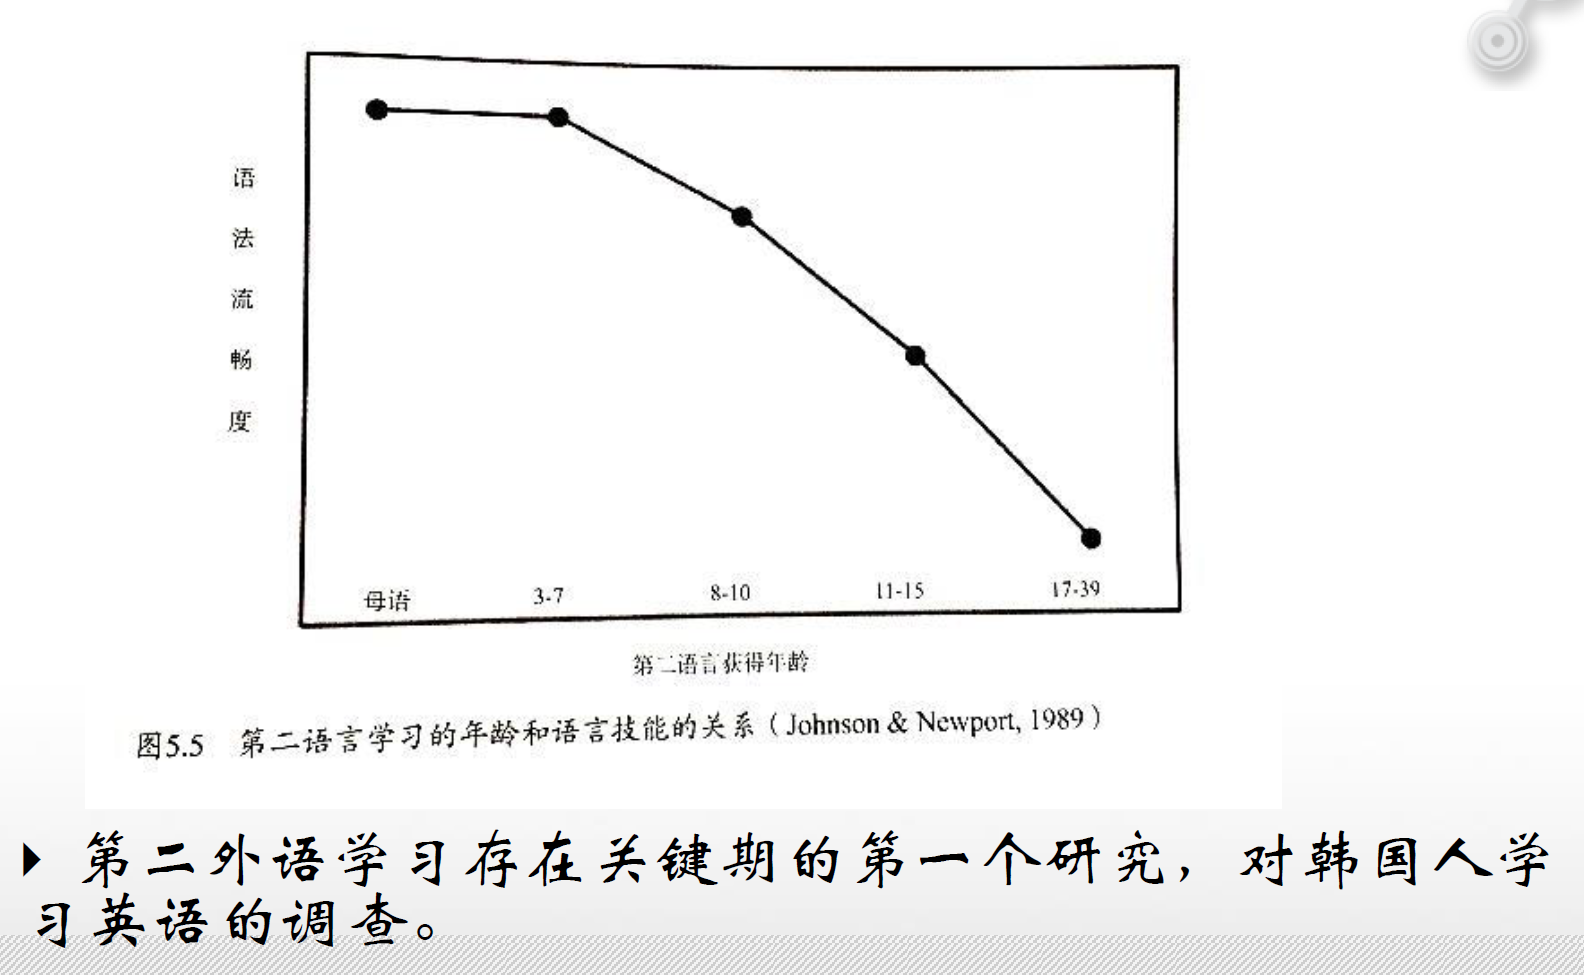 语法流畅度
母语 3-7 8-10 11-15 17-39
第二语言获得年龄
图5.5 第二语言学习的年龄和语言技能的关系（Johnson & Newport, 1989）
第二外语学习存在关键期的第一个研究，对韩国人学
习英语的调查。